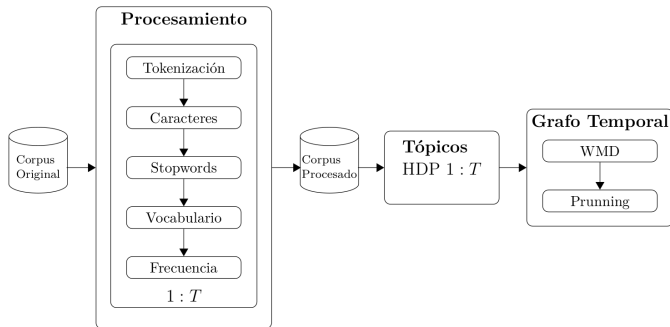 Procesamiento
Tokenización
Caracteres
Stopwords
Vocabulario
Frecuencia
1 : T
Corpus
Original
Corpus
Procesado
Tópicos
HDP 1 : T
Grafo Temporal
WMD
Prunning